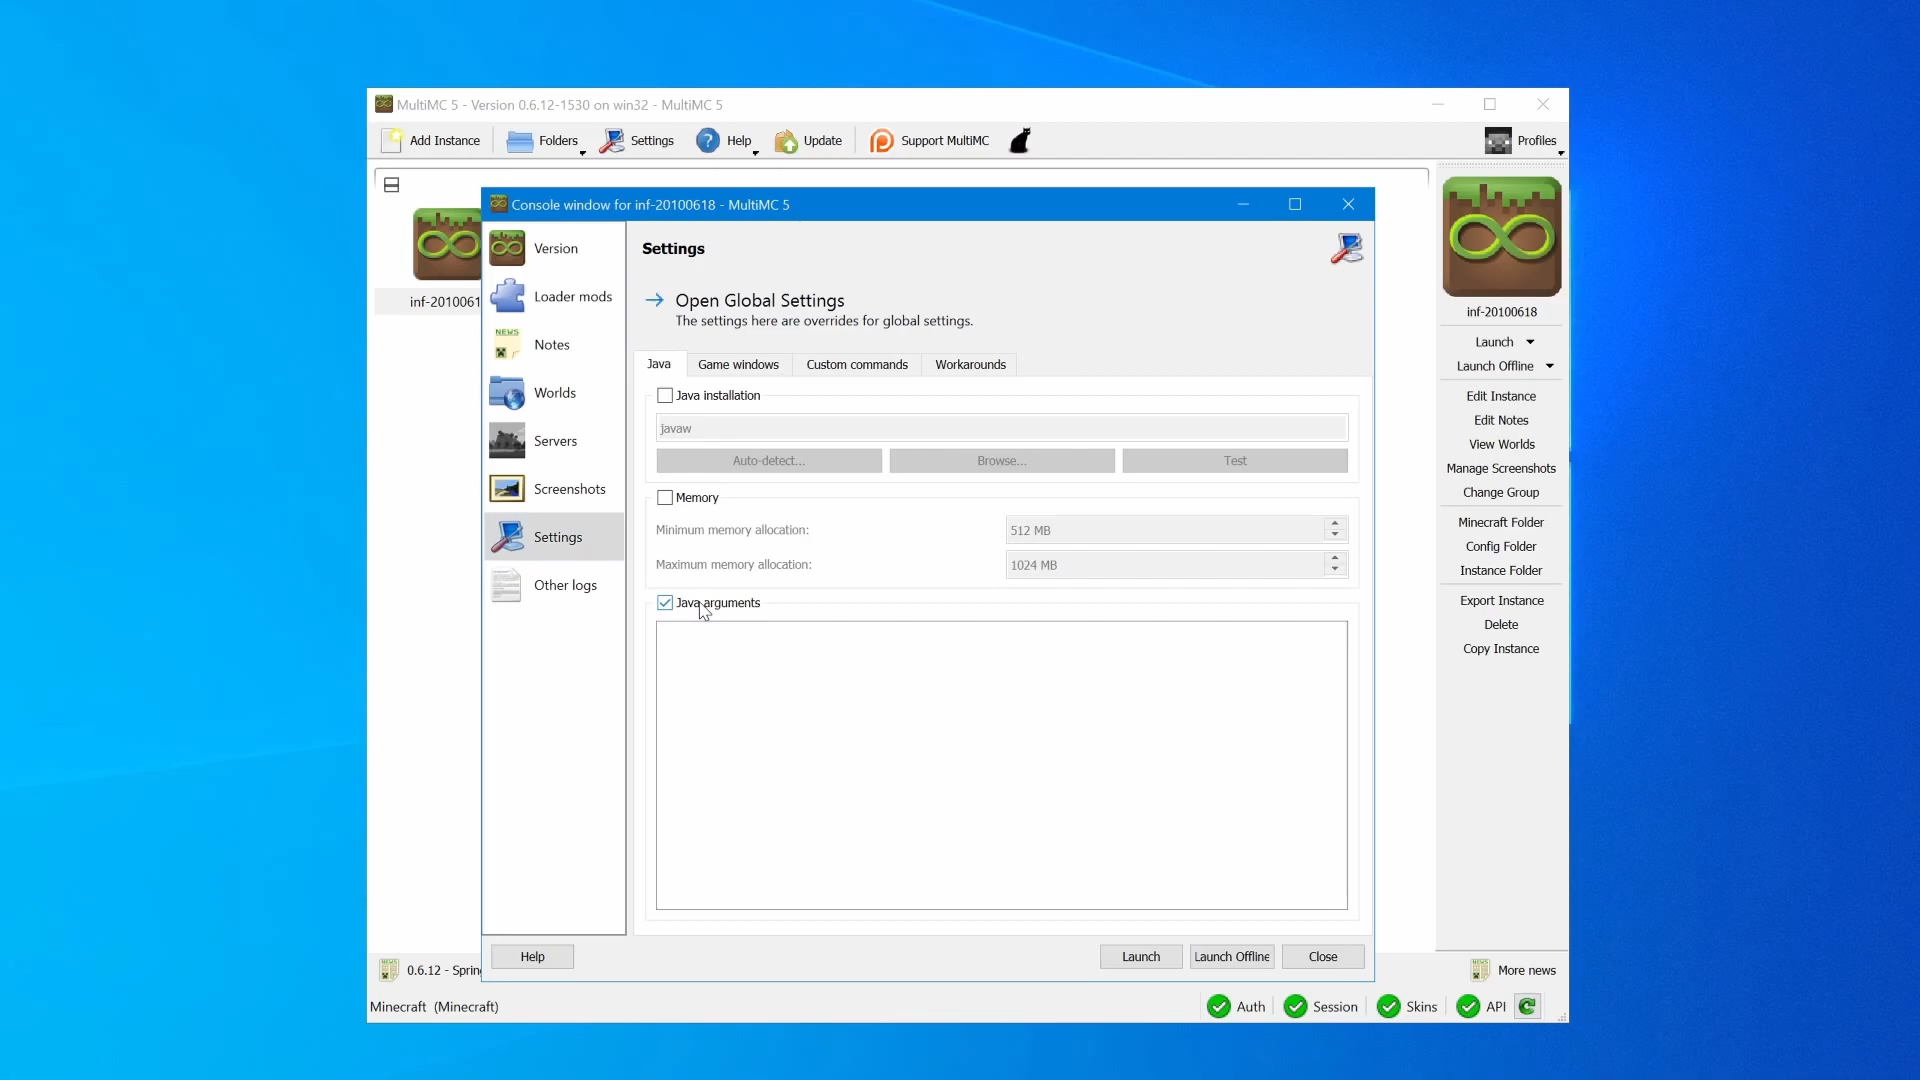 MultiMC 5 - Version 0.6.12-1530 on win32 - MultiMC 5
Add Instance
Folders
Settings
Help
Update
Support MultiMC
Profiles
inf-2010061
Console window for inf-20100618 - MultiMC 5
Version
Loader mods
NEWS
Notes
Worlds
Servers
Screenshots
Settings
Other logs
Settings
Open Global Settings
The settings here are overrides for global settings.
Java
Game windows
Custom commands
Workarounds
Java installation
javaw
Auto-detect...
Browse...
Test
Memory
Minimum memory allocation:
512 MB
Maximum memory allocation:
1024 MB
Java arguments
Help
Launch
Launch Offline
Close
inf-20100618
Launch
Launch Offline
Edit Instance
Edit Notes
View Worlds
Manage Screenshots
Change Group
Minecraft Folder
Config Folder
Instance Folder
Export Instance
Delete
Copy Instance
NEWS
0.6.12 - Spring
NEWS
More news
Minecraft (Minecraft)
Auth
Session
Skins
API